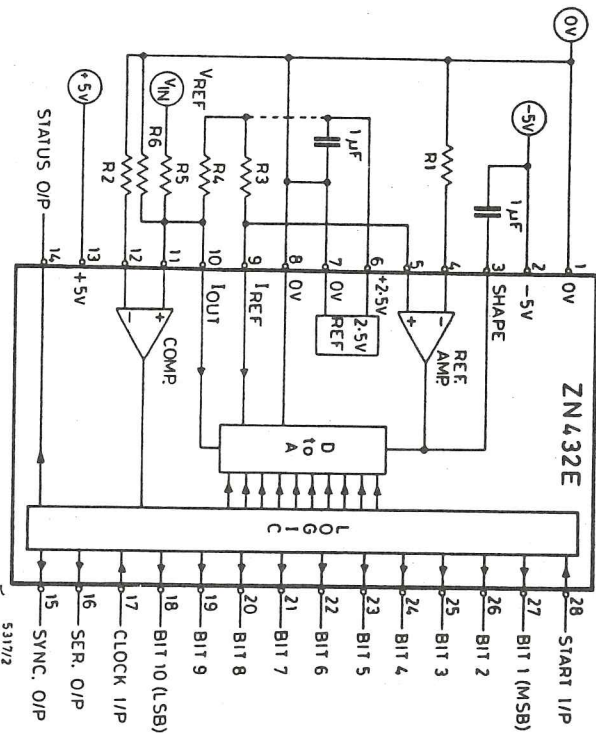 ZN432E
0V
-5V
1µF
R1
1µF
R3
R4
VREF
VIN
R5
R6
R2
+5V
STATUS O/P
1
2
3
4
5
6
7
8
9
10
11
12
13
14
0V
-5V
SHAPE
REF.
AMP.
-
+
+2·5V
2·5V
REF
0V
0V
IREF
IOUT
COMP.
+
-
+5V
D
to
A
LOGIC
28
27
26
25
24
23
22
21
20
19
18
17
16
15
START I/P
BIT 1 (MSB)
BIT 2
BIT 3
BIT 4
BIT 5
BIT 6
BIT 7
BIT 8
BIT 9
BIT 10 (LSB)
CLOCK I/P
SER. O/P
SYNC. O/P
5317/2